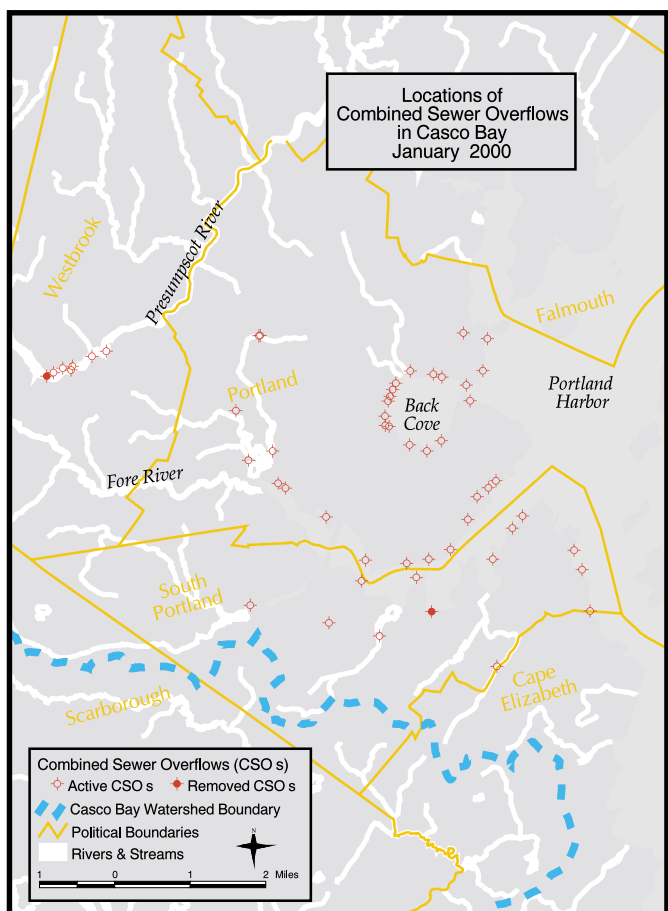 Locations of
Combined Sewer Overflows
in Casco Bay
January 2000
Westbrook
Presumpscot River
Falmouth
Portland
Portland
Harbor
Back
Cove
Fore River
South
Portland
Cape
Elizabeth
Scarborough
Combined Sewer Overflows (CSO s)
Active CSO s Removed CSO s
Casco Bay Watershed Boundary
Political Boundaries
Rivers & Streams
N
1 0 1 2 Miles